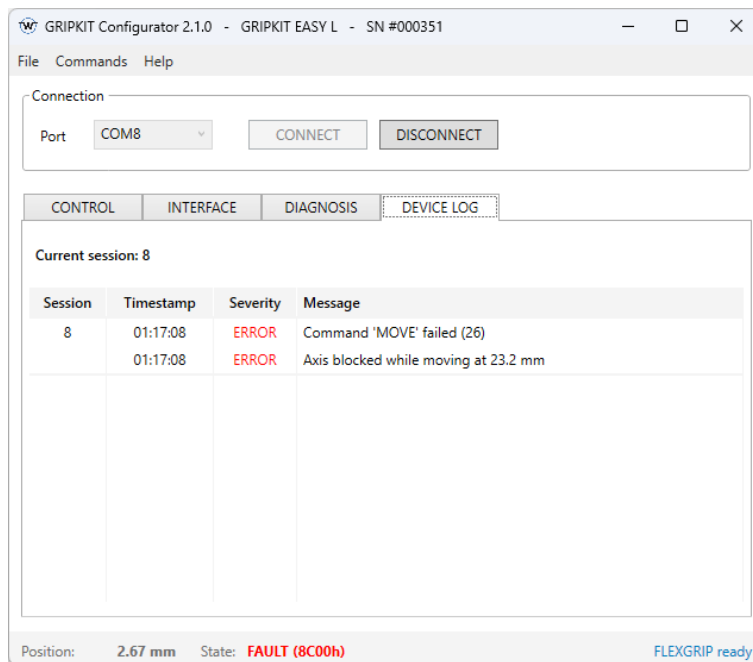 GRIPKIT Configurator 2.1.0 - GRIPKIT EASY L - SN #000351
File Commands Help
Connection
Port COM8 CONNECT DISCONNECT
CONTROL INTERFACE DIAGNOSIS DEVICE LOG
Current session: 8
Session Timestamp Severity Message
8 01:17:08 ERROR Command 'MOVE' failed (26)
01:17:08 ERROR Axis blocked while moving at 23.2 mm
Position: 2.67 mm State: FAULT (8C00h) FLEXGRIP ready